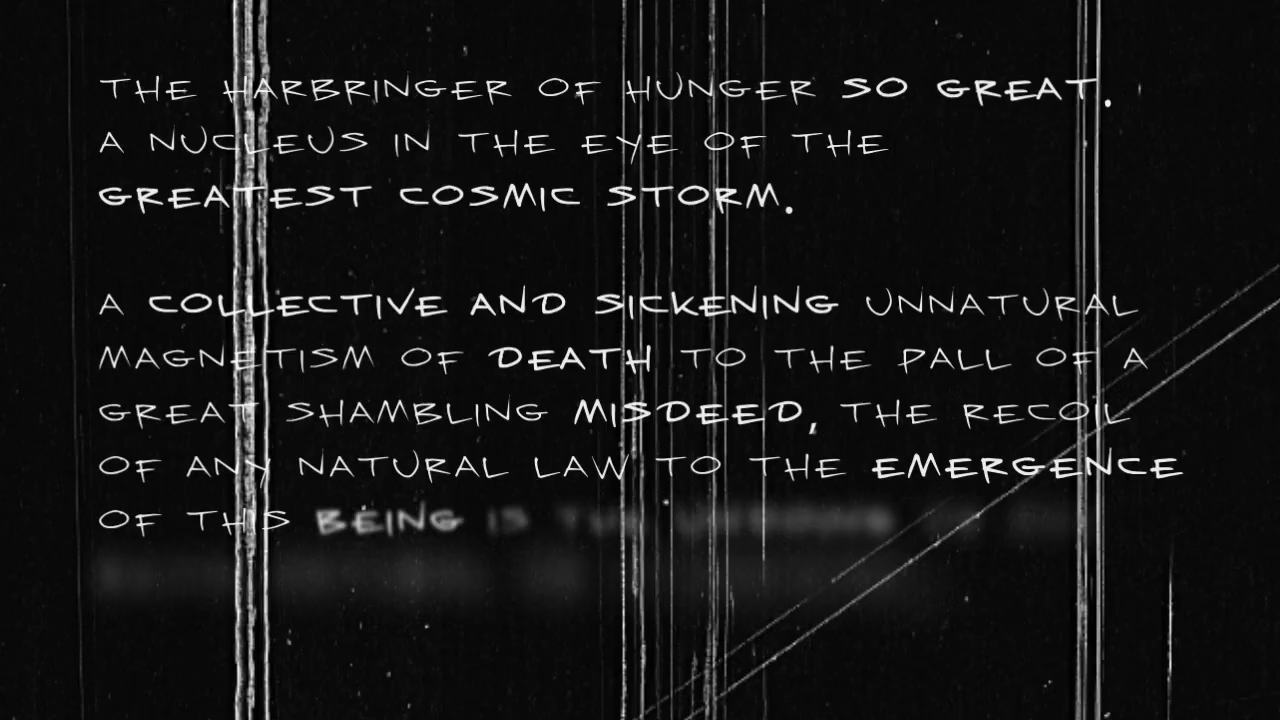 THE HARBRINGER OF HUNGER SO GREAT.
A NUCLEUS IN THE EYE OF THE
GREATEST COSMIC STORM.
A COLLECTIVE AND SICKENING UNNATURAL
MAGNETISM OF DEATH TO THE PALL OF A
GREAT SHAMBLING MISDEED, THE RECOIL
OF ANY NATURAL LAW TO THE EMERGENCE
OF THIS BEING IS